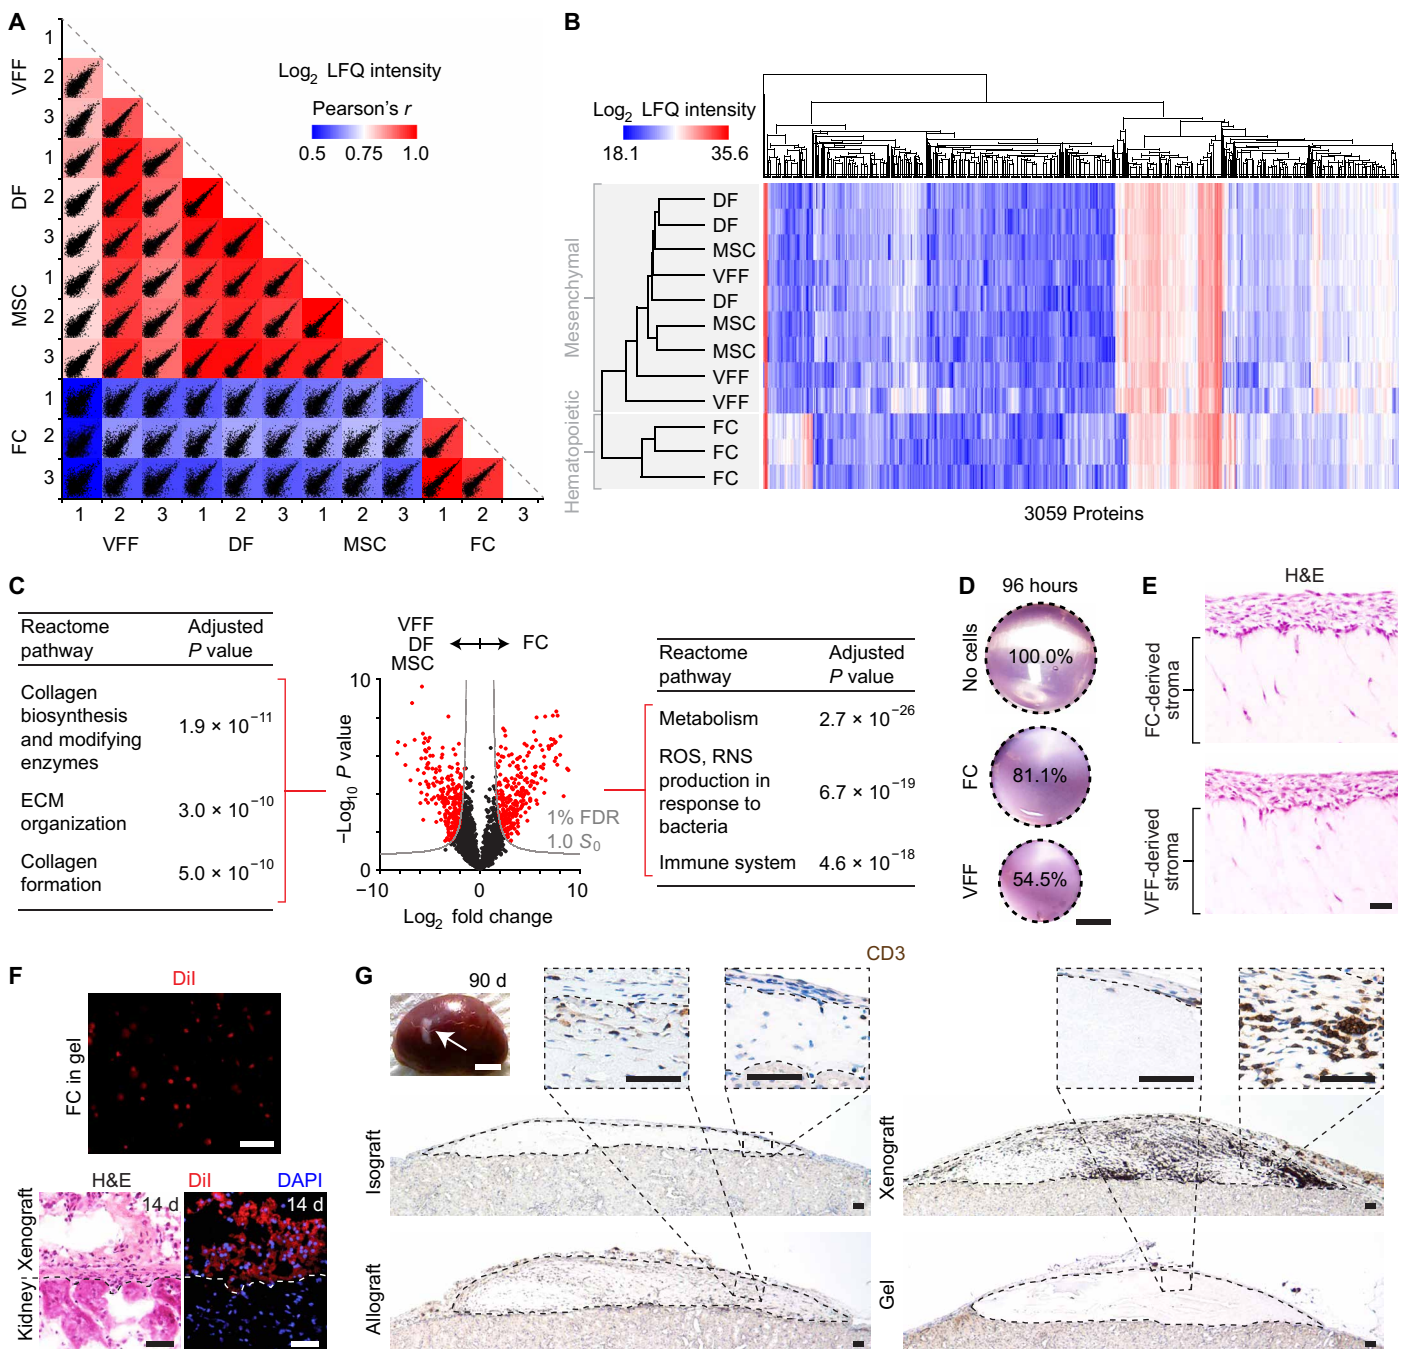 A
1
VFF 2
3
1
DF 2
3
1
MSC 2
3
1
FC 2
3
1 2 3 1 2 3 1 2 3 1 2 3
VFF DF MSC FC
Log2 LFQ intensity
Pearson's r
0.5 0.75 1.0
B
Log2 LFQ intensity
18.1 35.6
Mesenchymal
Hematopoietic
DF
DF
MSC
VFF
DF
MSC
MSC
VFF
VFF
FC
FC
FC
3059 Proteins
C
Reactome pathway Adjusted P value
Collagen biosynthesis and modifying enzymes 1.9 × 10−11
ECM organization 3.0 × 10−10
Collagen formation 5.0 × 10−10
VFF
DF FC
MSC
10
−Log10 P value
0
−10 0 10
Log2 fold change
1% FDR
1.0 S0
Reactome pathway Adjusted P value
Metabolism 2.7 × 10−26
ROS, RNS production in response to bacteria 6.7 × 10−19
Immune system 4.6 × 10−18
D
96 hours
No cells
100.0%
FC
81.1%
VFF
54.5%
E
H&E
FC-derived stroma
VFF-derived stroma
F
DiI
FC in gel
H&E DiI DAPI
14 d 14 d
Xenograft
Kidney
G
CD3
90 d
Isograft
Allograft
Xenograft
Gel